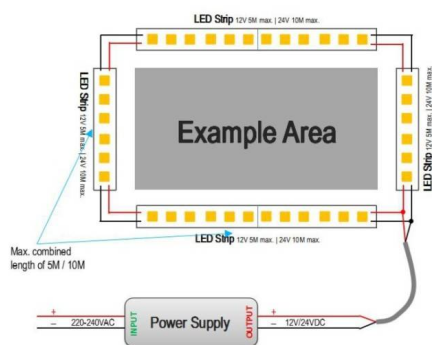 LED Strip 12V 5M max. | 24V 10M max.
LED Strip 12V 5M max. | 24V 10M max.
Example Area
LED Strip 12V 5M max. | 24V 10M max.
LED Strip 12V 5M max. | 24V 10M max.
Max. combined
length of 5M / 10M
+
220-240VAC
–
INPUT
Power Supply
OUTPUT
+
12V/24VDC
–